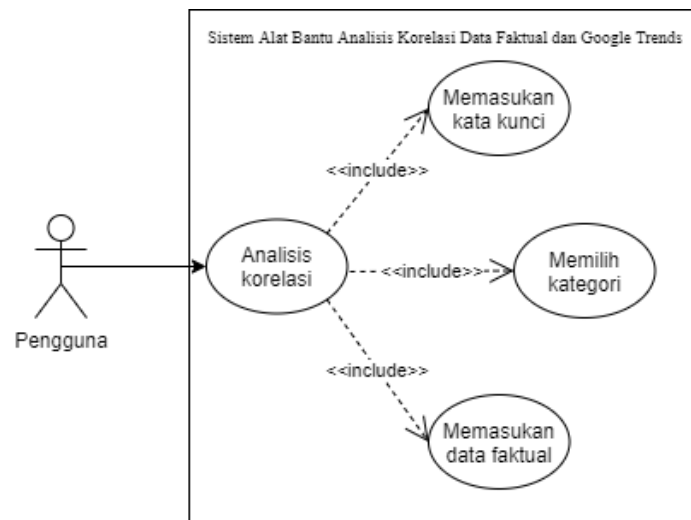 Sistem Alat Bantu Analisis Korelasi Data Faktual dan Google Trends
Memasukan
kata kunci
<<include>>
Analisis
korelasi
<<include>>
Memilih
kategori
Pengguna
<<include>>
Memasukan
data faktual